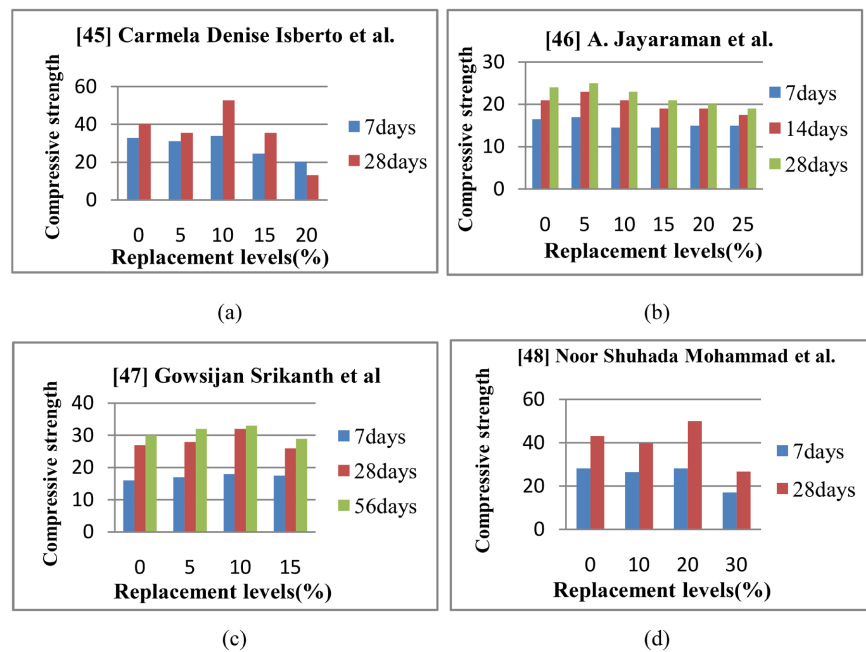 [45] Carmela Denise Isberto et al.
Compressive strength
60
40
20
0
0 5 10 15 20
Replacement levels(%)
7days
28days
(a)
[46] A. Jayaraman et al.
Compressive strength
30
20
10
0
0 5 10 15 20 25
Replacement levels(%)
7days
14days
28days
(b)
[47] Gowsijan Srikanth et al
Compressive strength
40
30
20
10
0
0 5 10 15
Replacement levels(%)
7days
28days
56days
(c)
[48] Noor Shuhada Mohammad et al.
Compressive strength
60
40
20
0
0 10 20 30
Replacement levels(%)
7days
28days
(d)